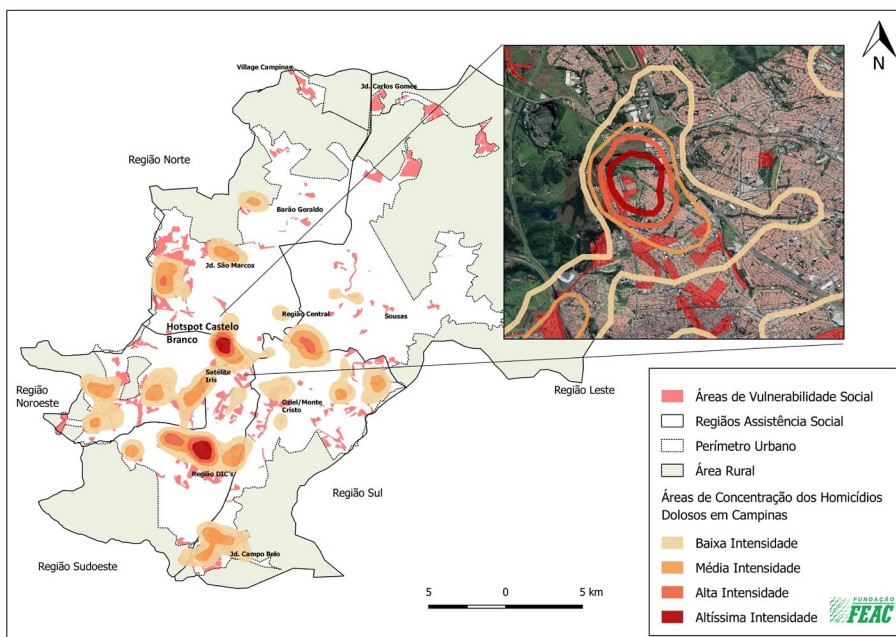 Village Campinas
Jd. Carlos Gomes
N
Região Norte
Barão Geraldo
Jd. São Marcos
Hotspot Castelo
Branco
Região Central
Sousas
Satélite
Iris
Região
Noroeste
Oziel/Monte
Cristo
Região Leste
Região DIC's
Região Sul
Região Sudoeste
Jd. Campo Belo
5 0 5 km
Áreas de Vulnerabilidade Social
Regiãos Assistência Social
Perímetro Urbano
Área Rural
Áreas de Concentração dos Homicídios
Dolosos em Campinas
Baixa Intensidade
Média Intensidade
Alta Intensidade
Altíssima Intensidade
FUNDAÇÃO
FEAC